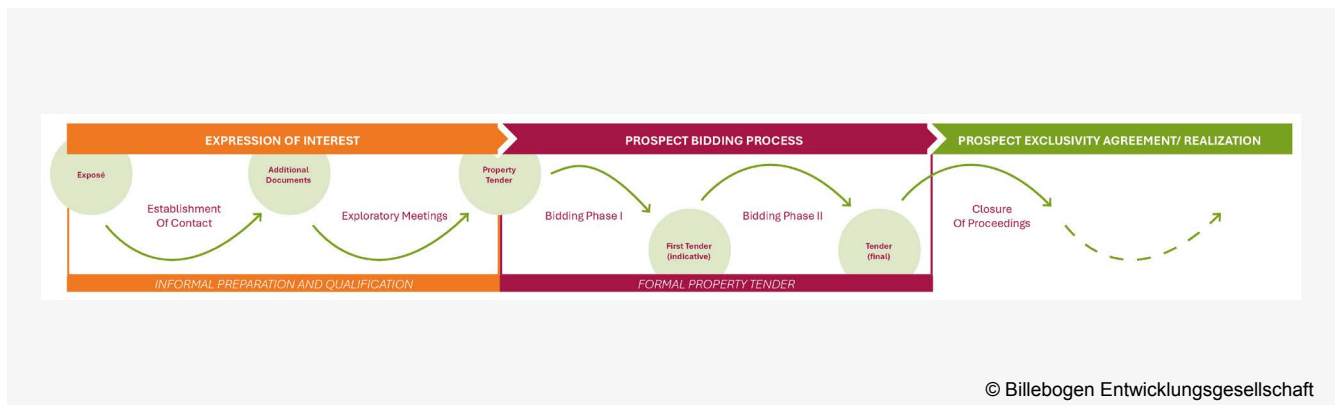 EXPRESSION OF INTEREST
PROSPECT BIDDING PROCESS
PROSPECT EXCLUSIVITY AGREEMENT/ REALIZATION
Exposé
Establishment
Of Contact
Additional
Documents
Exploratory Meetings
Property
Tender
Bidding Phase I
First Tender
(indicative)
Bidding Phase II
Tender
(final)
Closure
Of Proceedings
INFORMAL PREPARATION AND QUALIFICATION
FORMAL PROPERTY TENDER
© Billebogen Entwicklungsgesellschaft